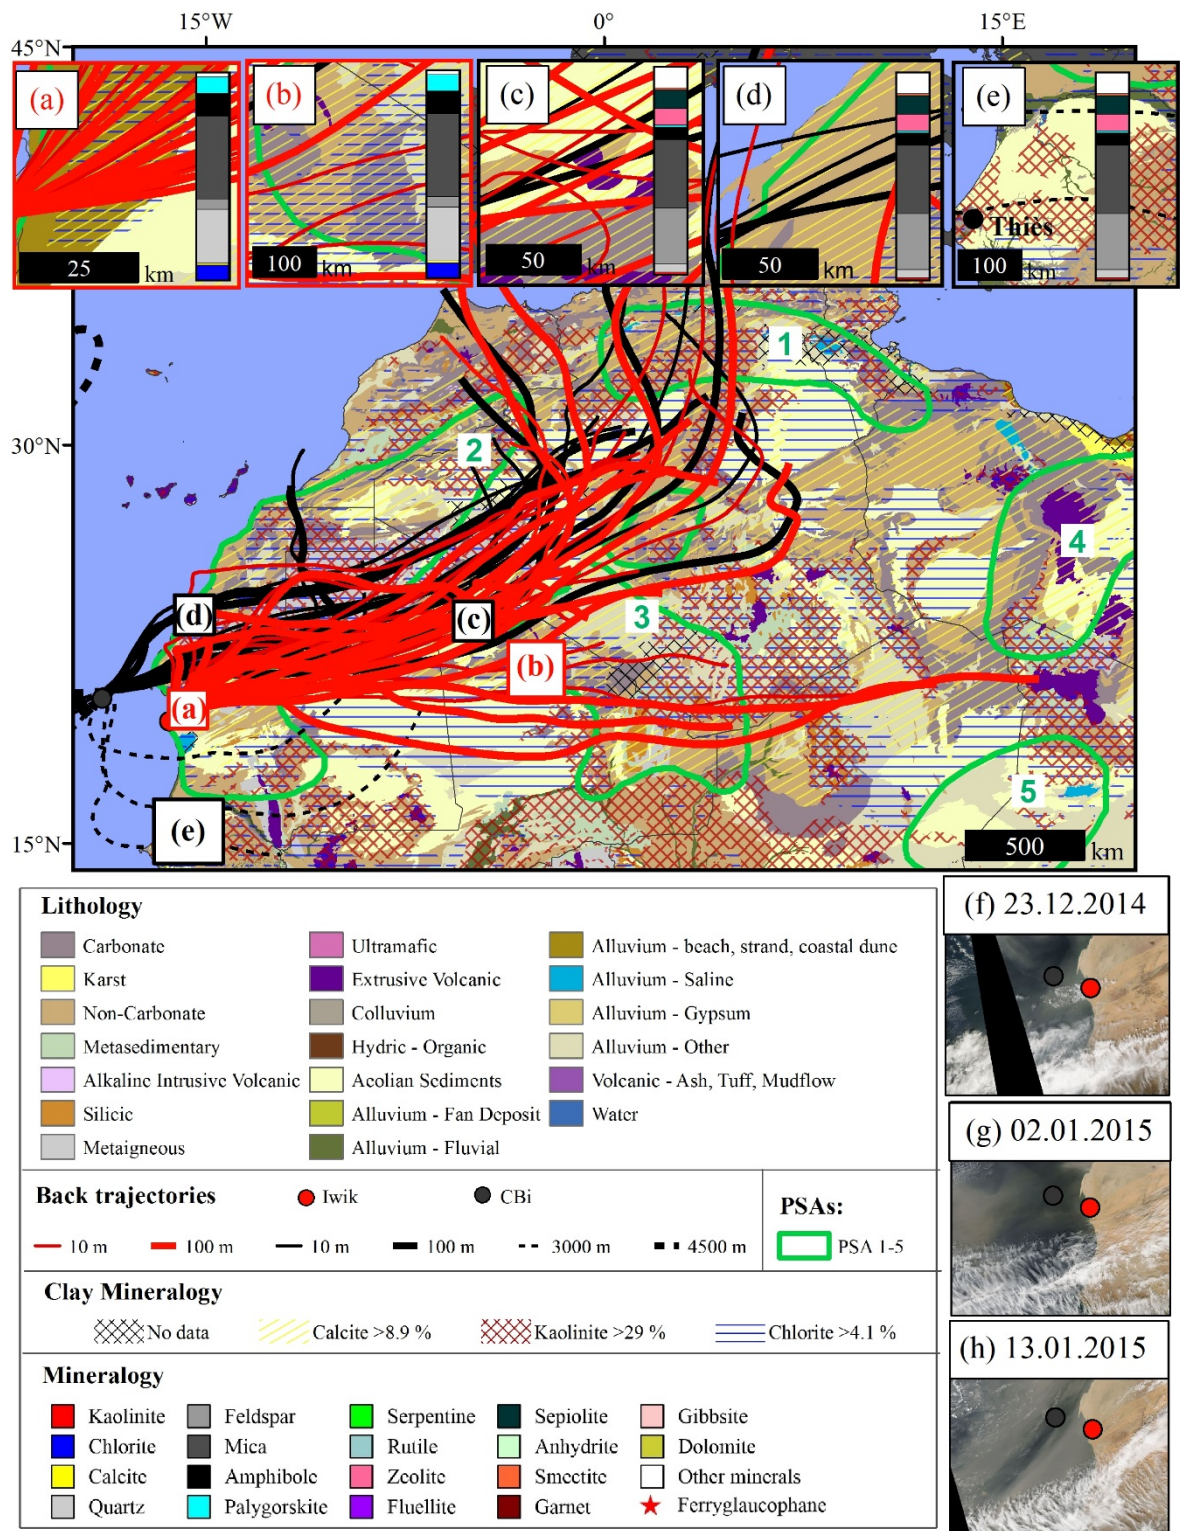 15°W 0° 15°E
45°N
(a) (b) (c) (d) (e)
Thiès
25 km 100 km 50 km 50 km 100 km
1
30°N
2
4
(d) (c) 3
(b)
(a)
5
(e)
15°N
500 km
Lithology
Carbonate Ultramafic Alluvium - beach, strand, coastal dune
Karst Extrusive Volcanic Alluvium - Saline
Non-Carbonate Colluvium Alluvium - Gypsum
Metasedimentary Hydric - Organic Alluvium - Other
Alkaline Intrusive Volcanic Aeolian Sediments Volcanic - Ash, Tuff, Mudflow
Silicic Alluvium - Fan Deposit Water
Metaigneous Alluvium - Fluvial
Back trajectories Iwik CBi PSAs:
10 m 100 m 10 m 100 m 3000 m 4500 m PSA 1-5
Clay Mineralogy
No data Calcite >8.9 % Kaolinite >29 % Chlorite >4.1 %
Mineralogy
Kaolinite Feldspar Serpentine Sepiolite Gibbsite
Chlorite Mica Rutile Anhydrite Dolomite
Calcite Amphibole Zeolite Smectite Other minerals
Quartz Palygorskite Fluellite Garnet Ferryglaucophane
(f) 23.12.2014
(g) 02.01.2015
(h) 13.01.2015